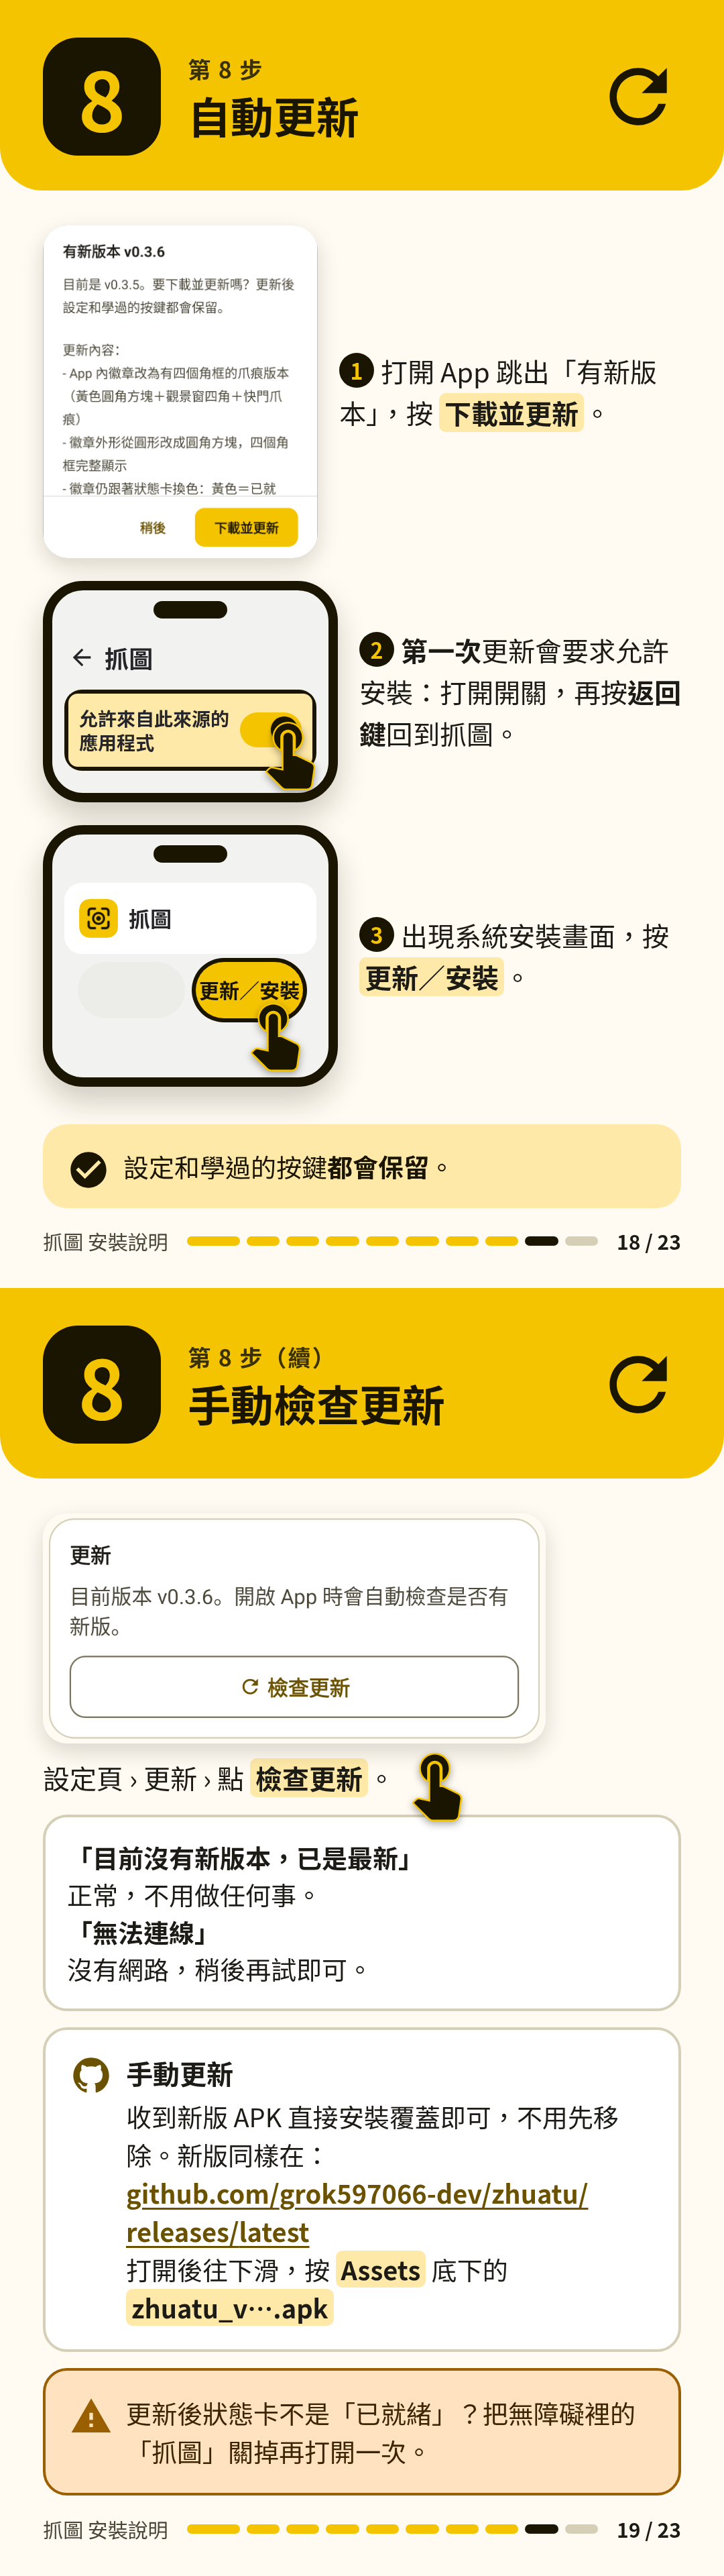 8
第 8 步
自動更新
有新版本 v0.3.6
目前是 v0.3.5。要下載並更新嗎？更新後
設定和學過的按鍵都會保留。
更新內容：
- App 內徽章改為有四個角框的爪痕版本
（黃色圓角方塊＋觀景窗四角＋快門爪
痕）
- 徽章外形從圓形改成圓角方塊，四個角
框完整顯示
- 徽章仍跟著狀態卡換色：黃色＝已就
稍後
下載並更新
1 打開 App 跳出「有新版
本」，按 下載並更新 。
抓圖
允許來自此來源的
應用程式
2 第一次更新會要求允許
安裝：打開開關，再按返回
鍵回到抓圖。
抓圖
更新／安裝
3 出現系統安裝畫面，按
更新／安裝 。
設定和學過的按鍵都會保留。
抓圖 安裝說明
18 / 23
8
第 8 步（續）
手動檢查更新
更新
目前版本 v0.3.6。開啟 App 時會自動檢查是否有
新版。
檢查更新
設定頁 › 更新 › 點 檢查更新 。
「目前沒有新版本，已是最新」
正常，不用做任何事。
「無法連線」
沒有網路，稍後再試即可。
手動更新
收到新版 APK 直接安裝覆蓋即可，不用先移
除。新版同樣在：
github.com/grok597066-dev/zhuatu/
releases/latest
打開後往下滑，按 Assets 底下的
zhuatu_v⋯.apk
更新後狀態卡不是「已就緒」？把無障礙裡的
「抓圖」關掉再打開一次。
抓圖 安裝說明
19 / 23